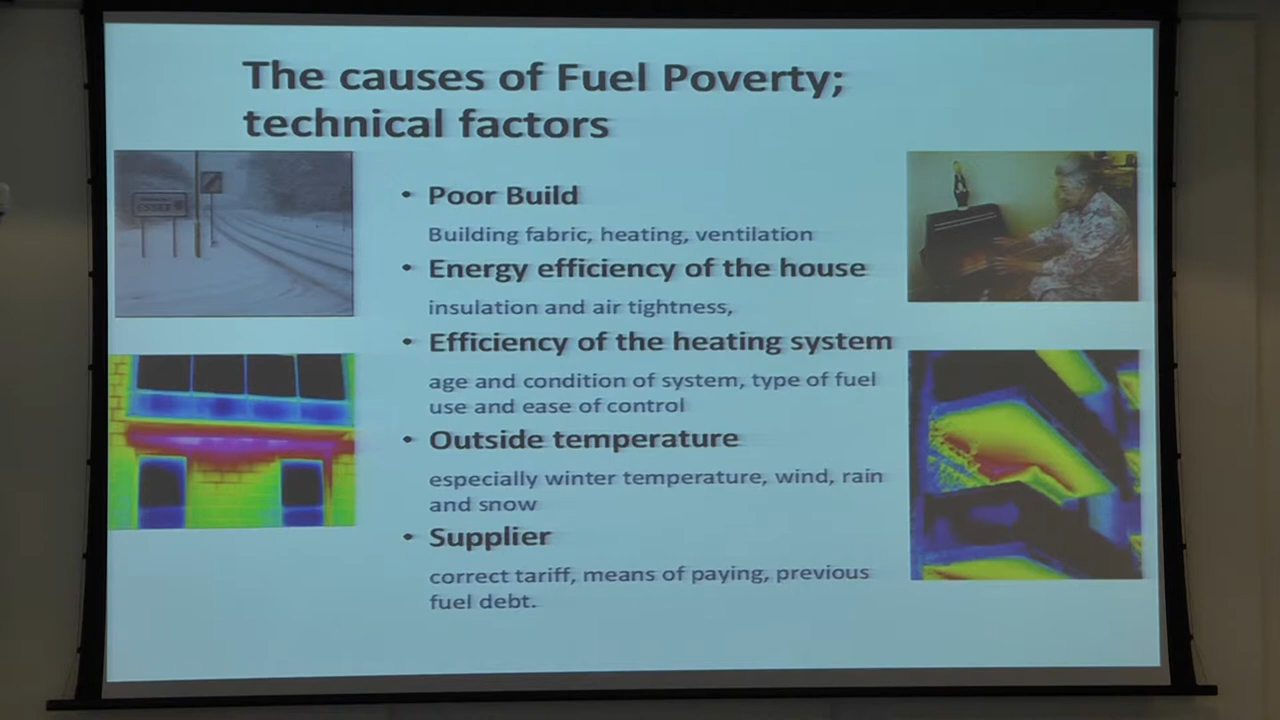 The causes of Fuel Poverty;
technical factors
• Poor Build
Building fabric, heating, ventilation
• Energy efficiency of the house
insulation and air tightness,
• Efficiency of the heating system
age and condition of system, type of fuel
use and ease of control
• Outside temperature
especially winter temperature, wind, rain
and snow
• Supplier
correct tariff, means of paying, previous
fuel debt.